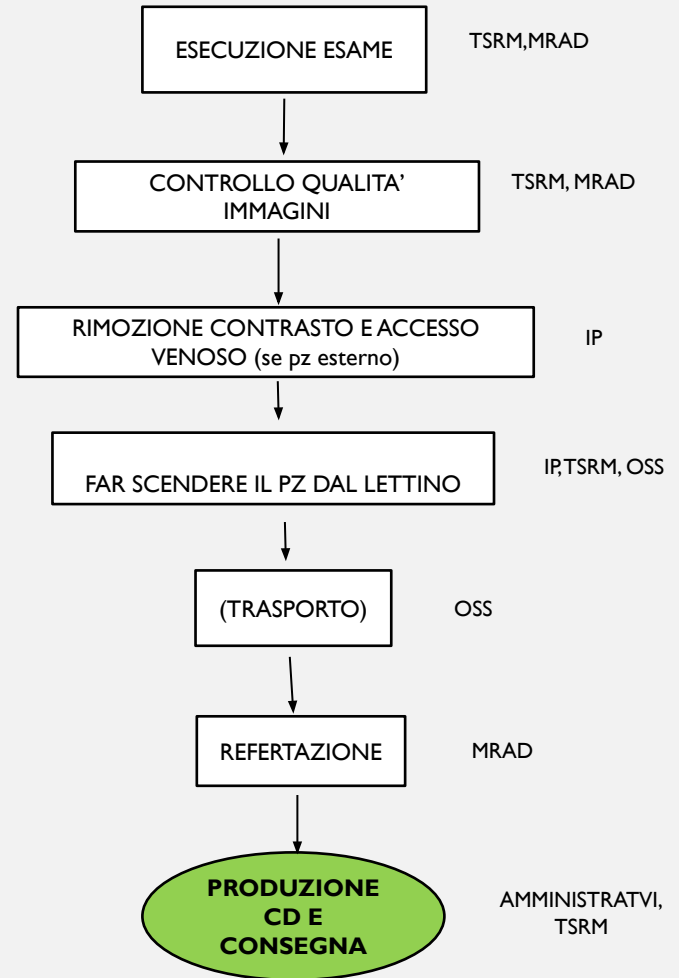 ESECUZIONE ESAME
TSRM,MRAD
CONTROLLO QUALITA’
IMMAGINI
TSRM, MRAD
RIMOZIONE CONTRASTO E ACCESSO
VENOSO (se pz esterno)
IP
FAR SCENDERE IL PZ DAL LETTINO
IP,TSRM, OSS
(TRASPORTO)
OSS
REFERTAZIONE
MRAD
PRODUZIONE
CD E
CONSEGNA
AMMINISTRATVI,
TSRM